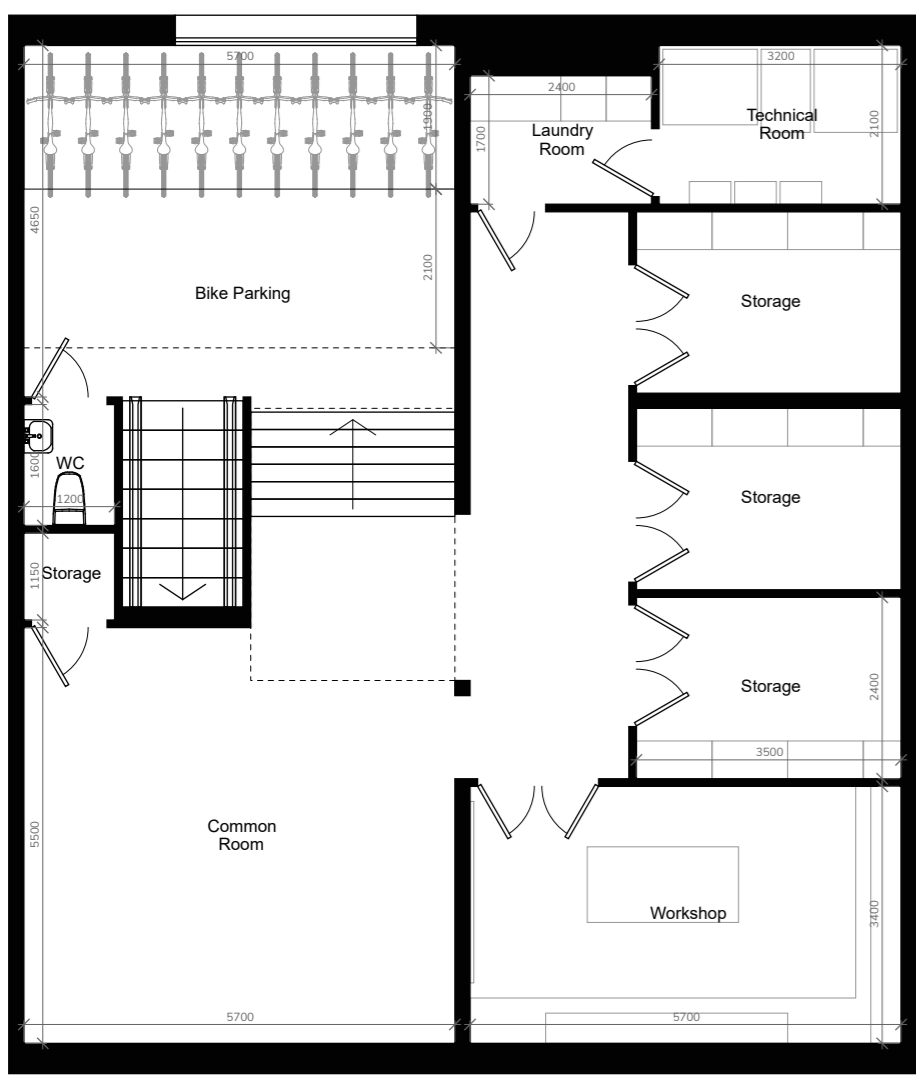 5700
3200
2400
1900
2100
Technical
Room
Laundry
Room
1700
4650
2100
Bike Parking
Storage
WC
1600
1200
Storage
1150
Storage
Storage
2400
3500
Common
Room
5500
Workshop
3400
5700
5700